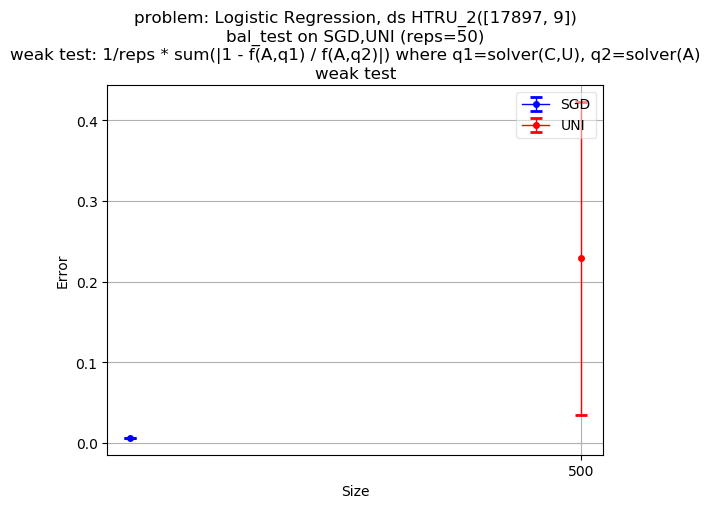 problem: Logistic Regression, ds HTRU_2([17897, 9])
bal_test on SGD,UNI (reps=50)
weak test: 1/reps * sum(|1 - f(A,q1) / f(A,q2)|) where q1=solver(C,U), q2=solver(A)
weak test
SGD
UNI
0.4
0.3
0.2
0.1
0.0
Error
500
Size